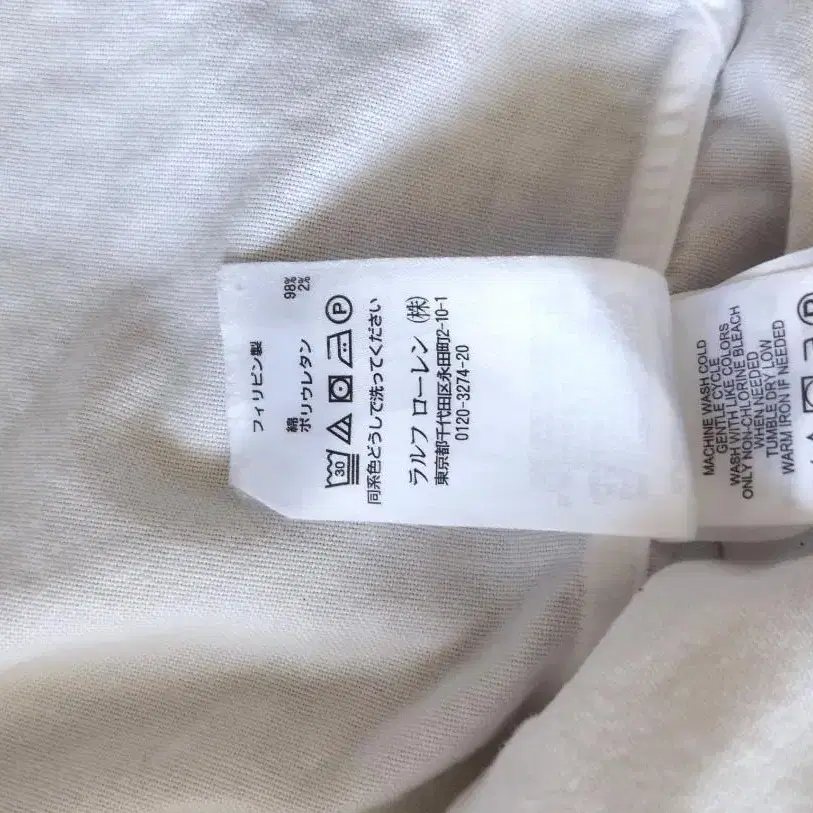 フィリピン製
綿 98%
ポリウレタン 2%
30
P
同系色どうしで洗ってください
ラルフ ローレン (株)
東京都千代田区永田町2-10-1
0120-3274-20
MACHINE WASH COLD
GENTLE CYCLE
WASH WITH LIKE COLORS
ONLY NON-CHLORINE BLEACH
WHEN NEEDED
TUMBLE DRY LOW
WARM IRON IF NEEDED
P